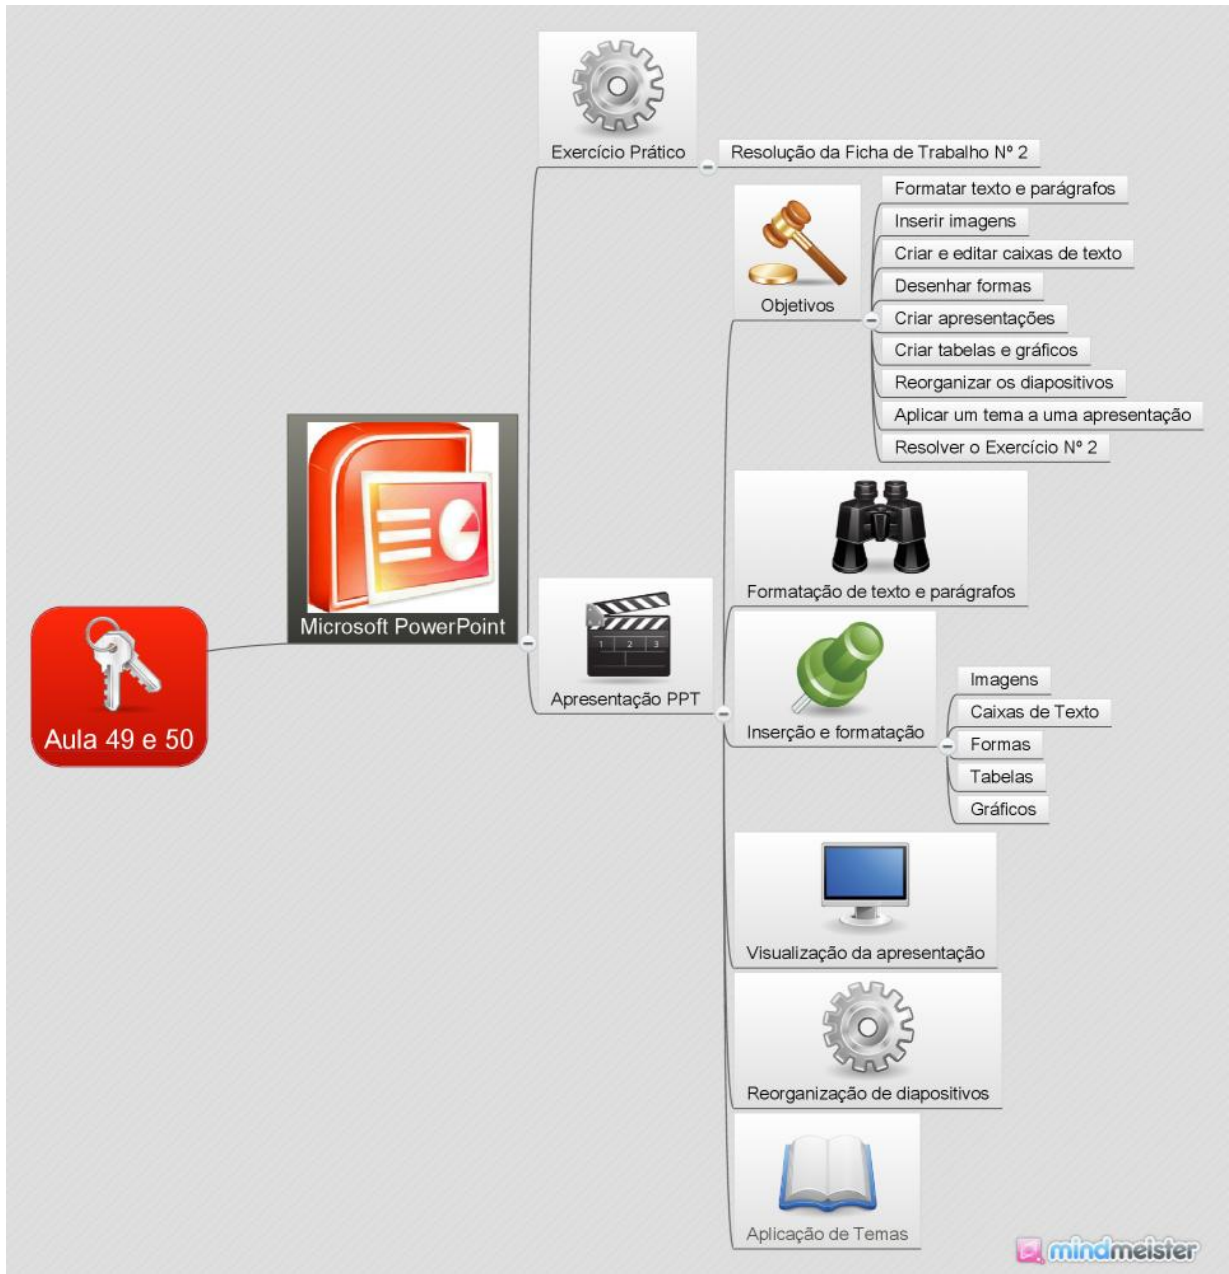 Exercício Prático
Resolução da Ficha de Trabalho Nº 2
Objetivos
Formatar texto e parágrafos
Inserir imagens
Criar e editar caixas de texto
Desenhar formas
Criar apresentações
Criar tabelas e gráficos
Reorganizar os diapositivos
Aplicar um tema a uma apresentação
Resolver o Exercício Nº 2
Microsoft PowerPoint
Aula 49 e 50
1 2 3
Apresentação PPT
Formatação de texto e parágrafos
Inserção e formatação
Imagens
Caixas de Texto
Formas
Tabelas
Gráficos
Visualização da apresentação
Reorganização de diapositivos
Aplicação de Temas
mindmeister